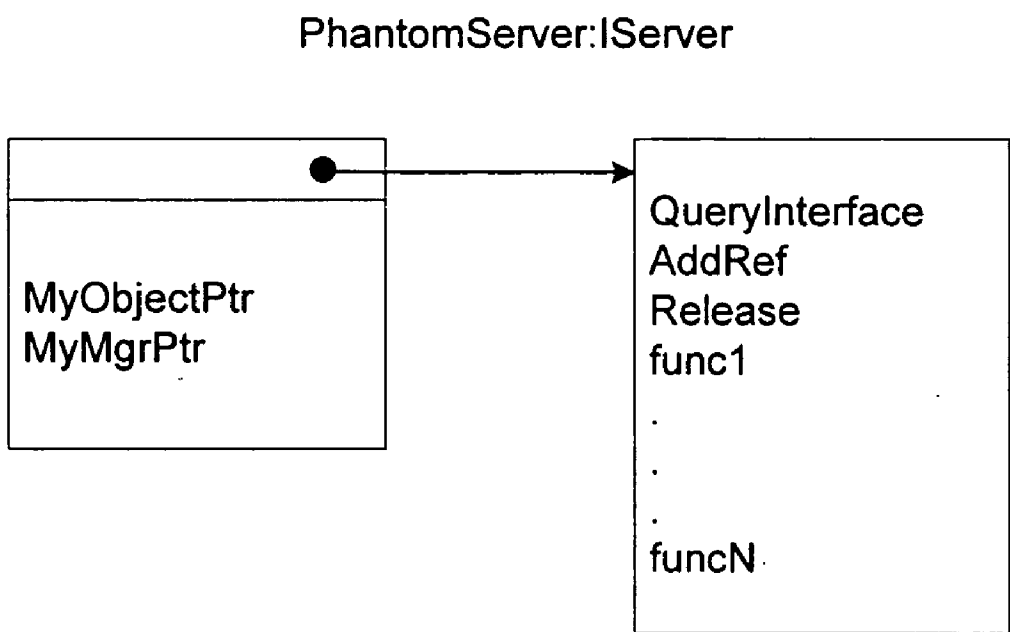 PhantomServer:IServer
MyObjectPtr
MyMgrPtr
QueryInterface
AddRef
Release
func1
.
.
.
funcN